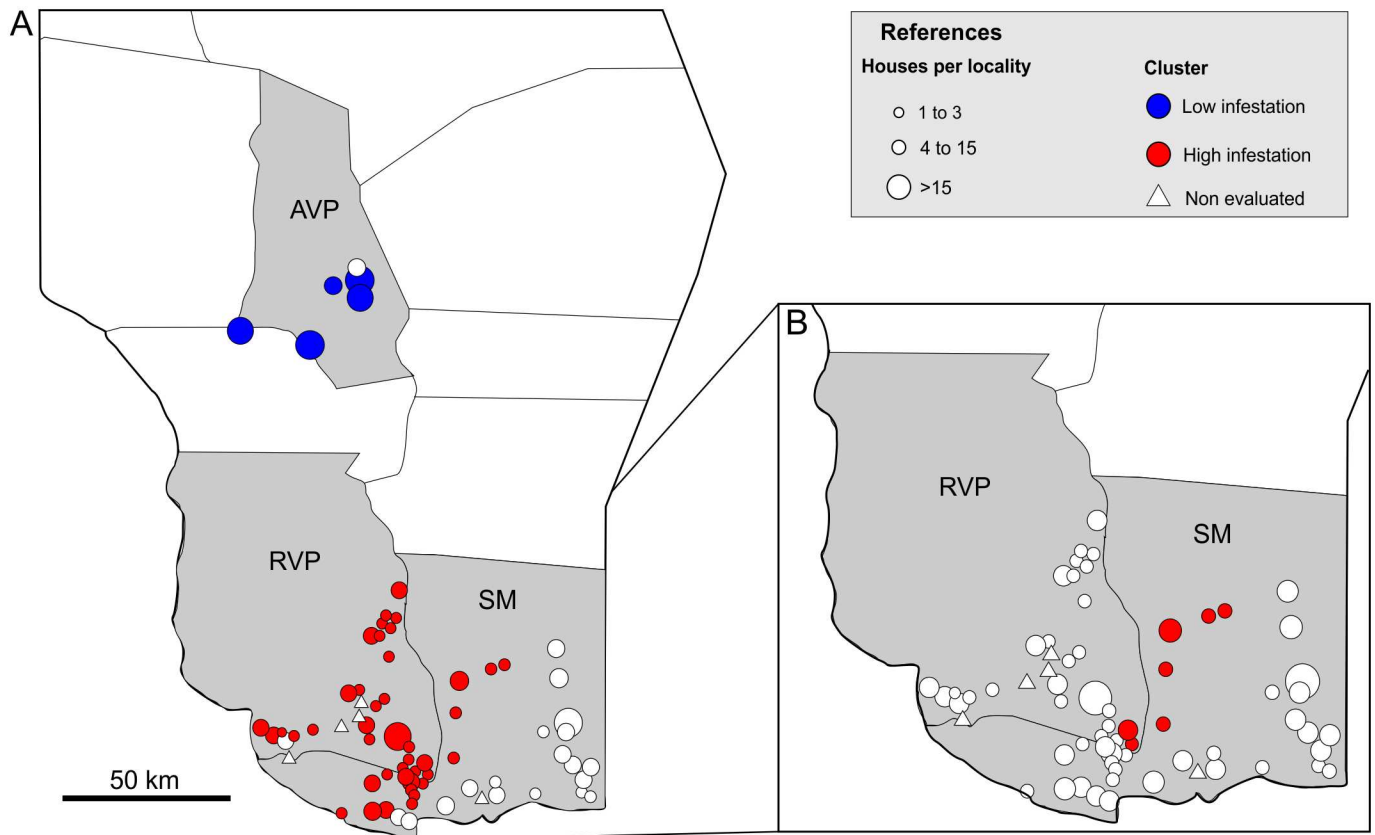 A
References
Houses per locality
Cluster
1 to 3
Low infestation
4 to 15
High infestation
>15
Non evaluated
AVP
B
RVP
SM
RVP
SM
50 km